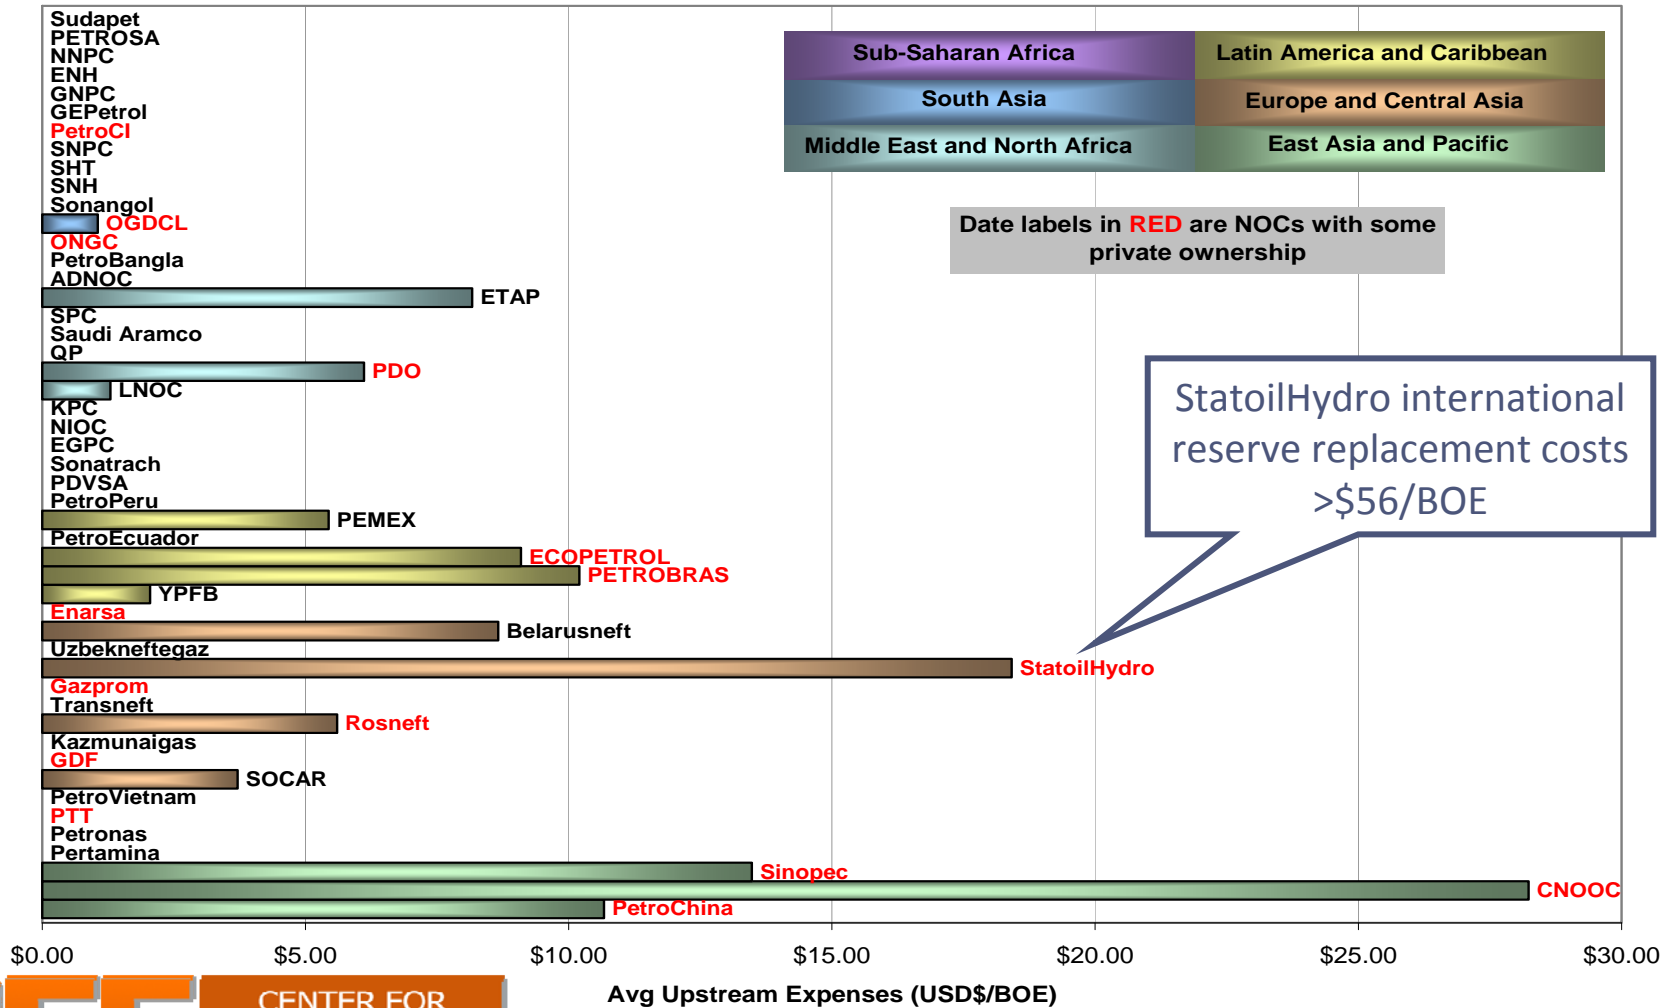 Sudapet
PETROSA
NNPC
ENH
GNPC
GEPetrol
PetroCI
SNPC
SHT
SNH
Sonangol
OGDCL
ONGC
PetroBangla
ADNOC
ETAP
SPC
Saudi Aramco
QP
PDO
LNOC
KPC
NIOC
EGPC
Sonatrach
PDVSA
PetroPeru
PEMEX
PetroEcuador
ECOPETROL
PETROBRAS
YPFB
Enarsa
Belarusneft
Uzbekneftegaz
StatoilHydro
Gazprom
Transneft
Rosneft
Kazmunaigas
GDF
SOCAR
PetroVietnam
PTT
Petronas
Pertamina
Sinopec
CNOOC
PetroChina
Sub-Saharan Africa
Latin America and Caribbean
South Asia
Europe and Central Asia
Middle East and North Africa
East Asia and Pacific
Date labels in RED are NOCs with some
private ownership
StatoilHydro international
reserve replacement costs
>$56/BOE
$0.00
$5.00
$10.00
$15.00
$20.00
$25.00
$30.00
Avg Upstream Expenses (USD$/BOE)
CENTER FOR